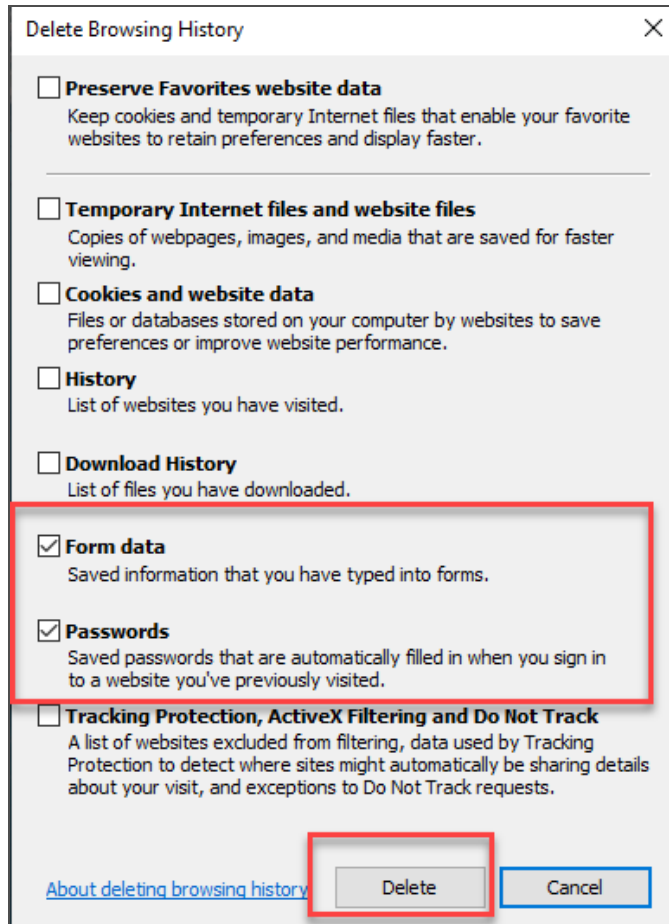 Delete Browsing History
Preserve Favorites website data
Keep cookies and temporary Internet files that enable your favorite
websites to retain preferences and display faster.
Temporary Internet files and website files
Copies of webpages, images, and media that are saved for faster
viewing.
Cookies and website data
Files or databases stored on your computer by websites to save
preferences or improve website performance.
History
List of websites you have visited.
Download History
List of files you have downloaded.
Form data
Saved information that you have typed into forms.
Passwords
Saved passwords that are automatically filled in when you sign in
to a website you've previously visited.
Tracking Protection, ActiveX Filtering and Do Not Track
A list of websites excluded from filtering, data used by Tracking
Protection to detect where sites might automatically be sharing details
about your visit, and exceptions to Do Not Track requests.
About deleting browsing history Delete Cancel